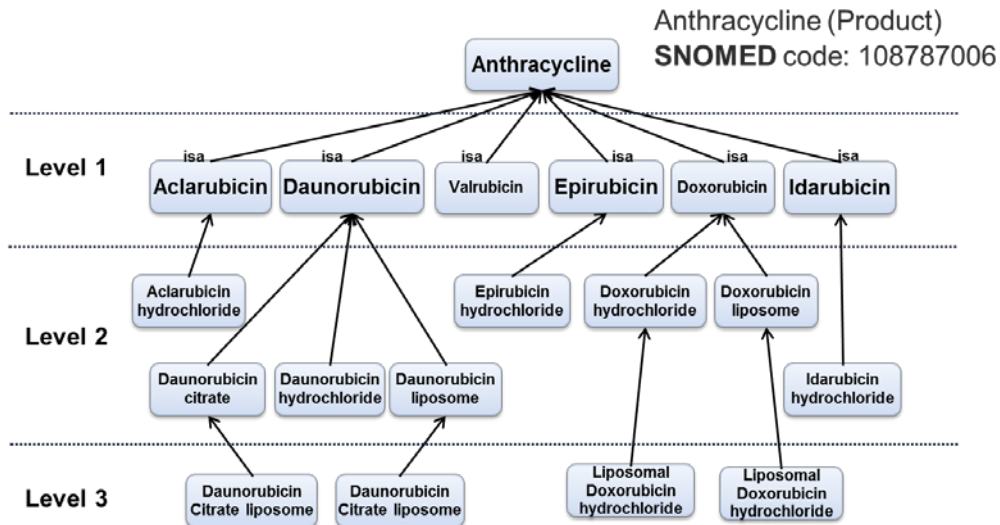 Anthracycline (Product)
SNOMED code: 108787006
Anthracycline
Level 1
isa
isa
isa
isa
isa
isa
Aclarubicin
Daunorubicin
Valrubicin
Epirubicin
Doxorubicin
Idarubicin
Level 2
Aclarubicin
hydrochloride
Epirubicin
hydrochloride
Doxorubicin
hydrochloride
Doxorubicin
liposome
Daunorubicin
citrate
Daunorubicin
hydrochloride
Daunorubicin
liposome
Idarubicin
hydrochloride
Level 3
Daunorubicin
Citrate liposome
Daunorubicin
Citrate liposome
Liposomal
Doxorubicin
hydrochloride
Liposomal
Doxorubicin
hydrochloride